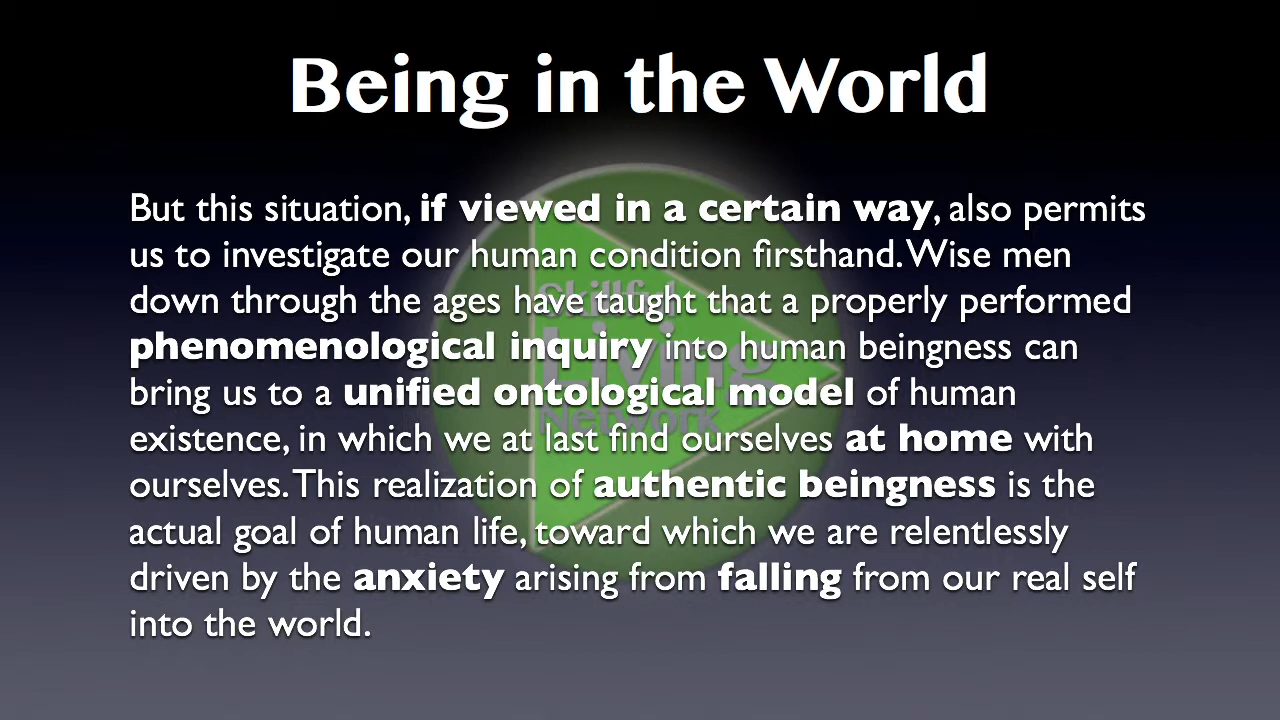 Being in the World
But this situation, if viewed in a certain way, also permits
us to investigate our human condition firsthand. Wise men
down through the ages have taught that a properly performed
phenomenological inquiry into human beingness can
bring us to a unified ontological model of human
existence, in which we at last find ourselves at home with
ourselves. This realization of authentic beingness is the
actual goal of human life, toward which we are relentlessly
driven by the anxiety arising from falling from our real self
into the world.
Skillful
Living
Network